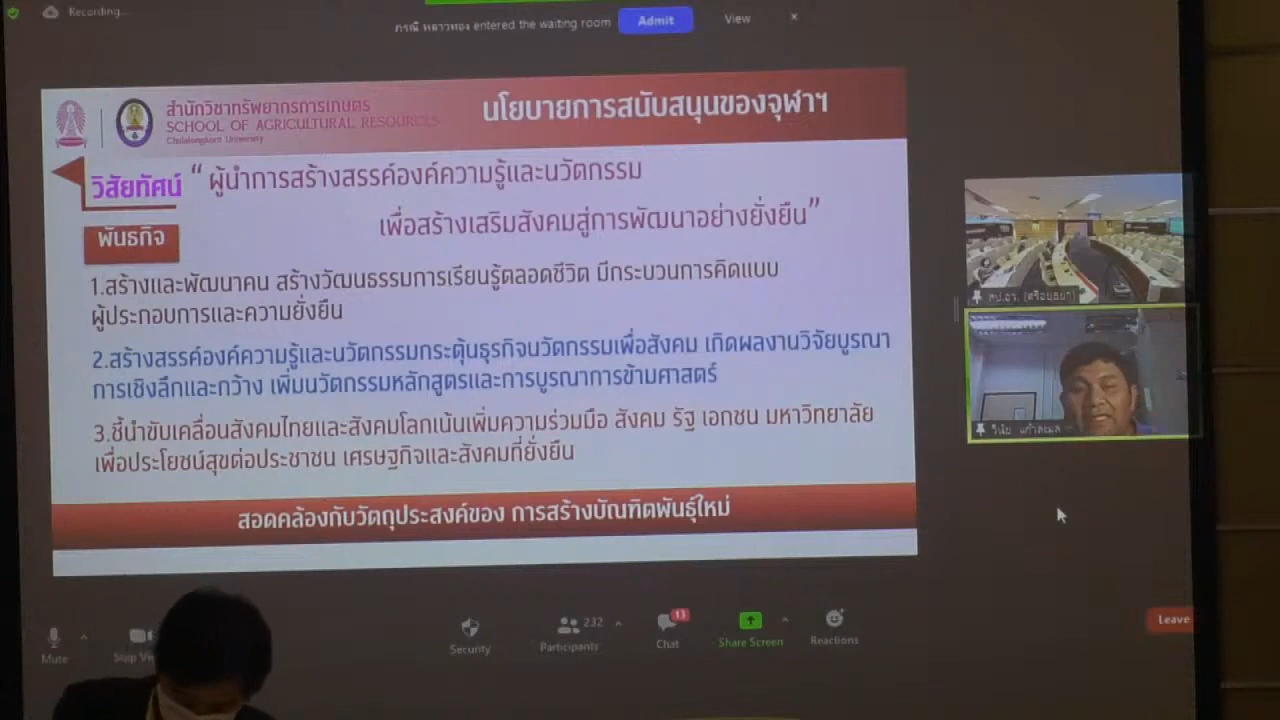 Recording...
entered the waiting room
Admit
View
สำนักวิชาทรัพยากรการเกษตร
SCHOOL OF AGRICULTURAL RESOURCES
Chulalongkorn University
นโยบายการสนับสนุนของจุฬาฯ
วิสัยทัศน์
“ ผู้นำการสร้างสรรค์องค์ความรู้และนวัตกรรม
เพื่อสร้างเสริมสังคมสู่การพัฒนาอย่างยั่งยืน”
พันธกิจ
1.สร้างและพัฒนาคน สร้างวัฒนธรรมการเรียนรู้ตลอดชีวิต มีกระบวนการคิดแบบ
ผู้ประกอบการและความยั่งยืน
2.สร้างสรรค์องค์ความรู้และนวัตกรรมกระตุ้นธุรกิจนวัตกรรมเพื่อสังคม เกิดผลงานวิจัยบูรณา
การเชิงลึกและกว้าง เพิ่มนวัตกรรมหลักสูตรและการบูรณาการข้ามศาสตร์
3.ชี้นำขับเคลื่อนสังคมไทยและสังคมโลกเน้นเพิ่มความร่วมมือ สังคม รัฐ เอกชน มหาวิทยาลัย
เพื่อประโยชน์สุขต่อประชาชน เศรษฐกิจและสังคมที่ยั่งยืน
สอดคล้องกับวัตถุประสงค์ของ การสร้างบัณฑิตพันธุ์ใหม่
(ศรีอยุธยา)
วินัย
Mute
Stop
Security
232
Participants
13
Chat
Share Screen
Reactions
Leave